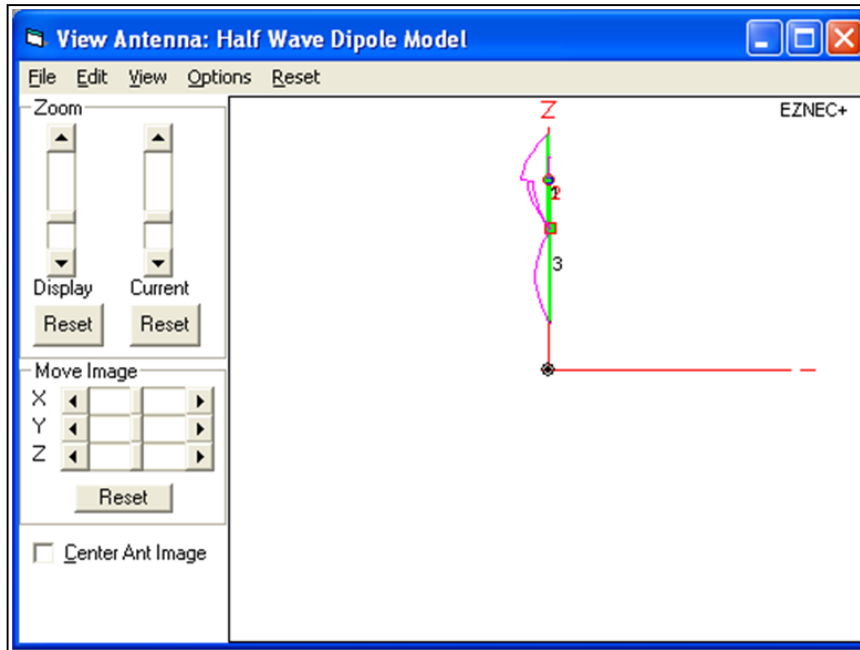 View Antenna: Half Wave Dipole Model
File Edit View Options Reset
Zoom
Display Current
Reset Reset
Move Image
X
Y
Z
Reset
Center Ant Image
Z
EZNEC+
3